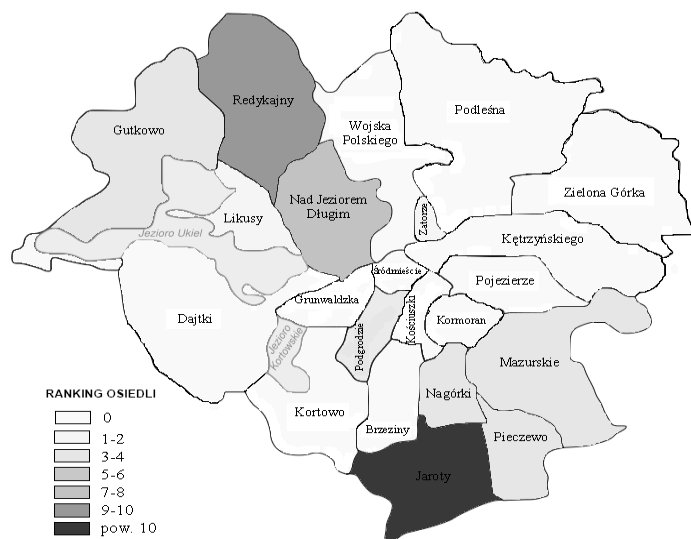 Redykajny
Podleśna
Gutkowo
Wojska
Polskiego
Zielona Górka
Nad Jeziorem
Długim
Likusy
Zatorze
Jezioro Ukiel
Kętrzyńskiego
Śródmieście
Pojezierze
Grunwaldzka
Kościuszki
Dajtki
Kormoran
Jezioro
Kortowskie
Podgrodzie
Mazurskie
RANKING OSIEDLI
Nagórki
0
Kortowo
1-2
Brzeziny
Pieczewo
3-4
5-6
Jaroty
7-8
9-10
pow. 10